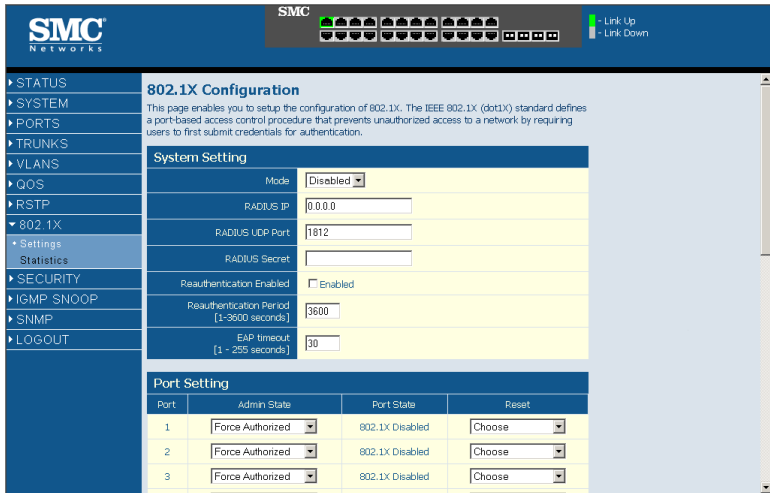 SMC
Networks
SMC
- Link Up
- Link Down
STATUS
SYSTEM
PORTS
TRUNKS
VLANS
QOS
RSTP
802.1X
Settings
Statistics
SECURITY
IGMP SNOOP
SNMP
LOGOUT
802.1X Configuration
This page enables you to setup the configuration of 802.1X. The IEEE 802.1X (dot1X) standard defines
a port-based access control procedure that prevents unauthorized access to a network by requiring
users to first submit credentials for authentication.
System Setting
Mode Disabled
RADIUS IP 0.0.0.0
RADIUS UDP Port 1812
RADIUS Secret
Reauthentication Enabled Enabled
Reauthentication Period
[1-3600 seconds] 3600
EAP timeout
[1 - 255 seconds] 30
Port Setting
Port Admin State Port State Reset
1 Force Authorized 802.1X Disabled Choose
2 Force Authorized 802.1X Disabled Choose
3 Force Authorized 802.1X Disabled Choose